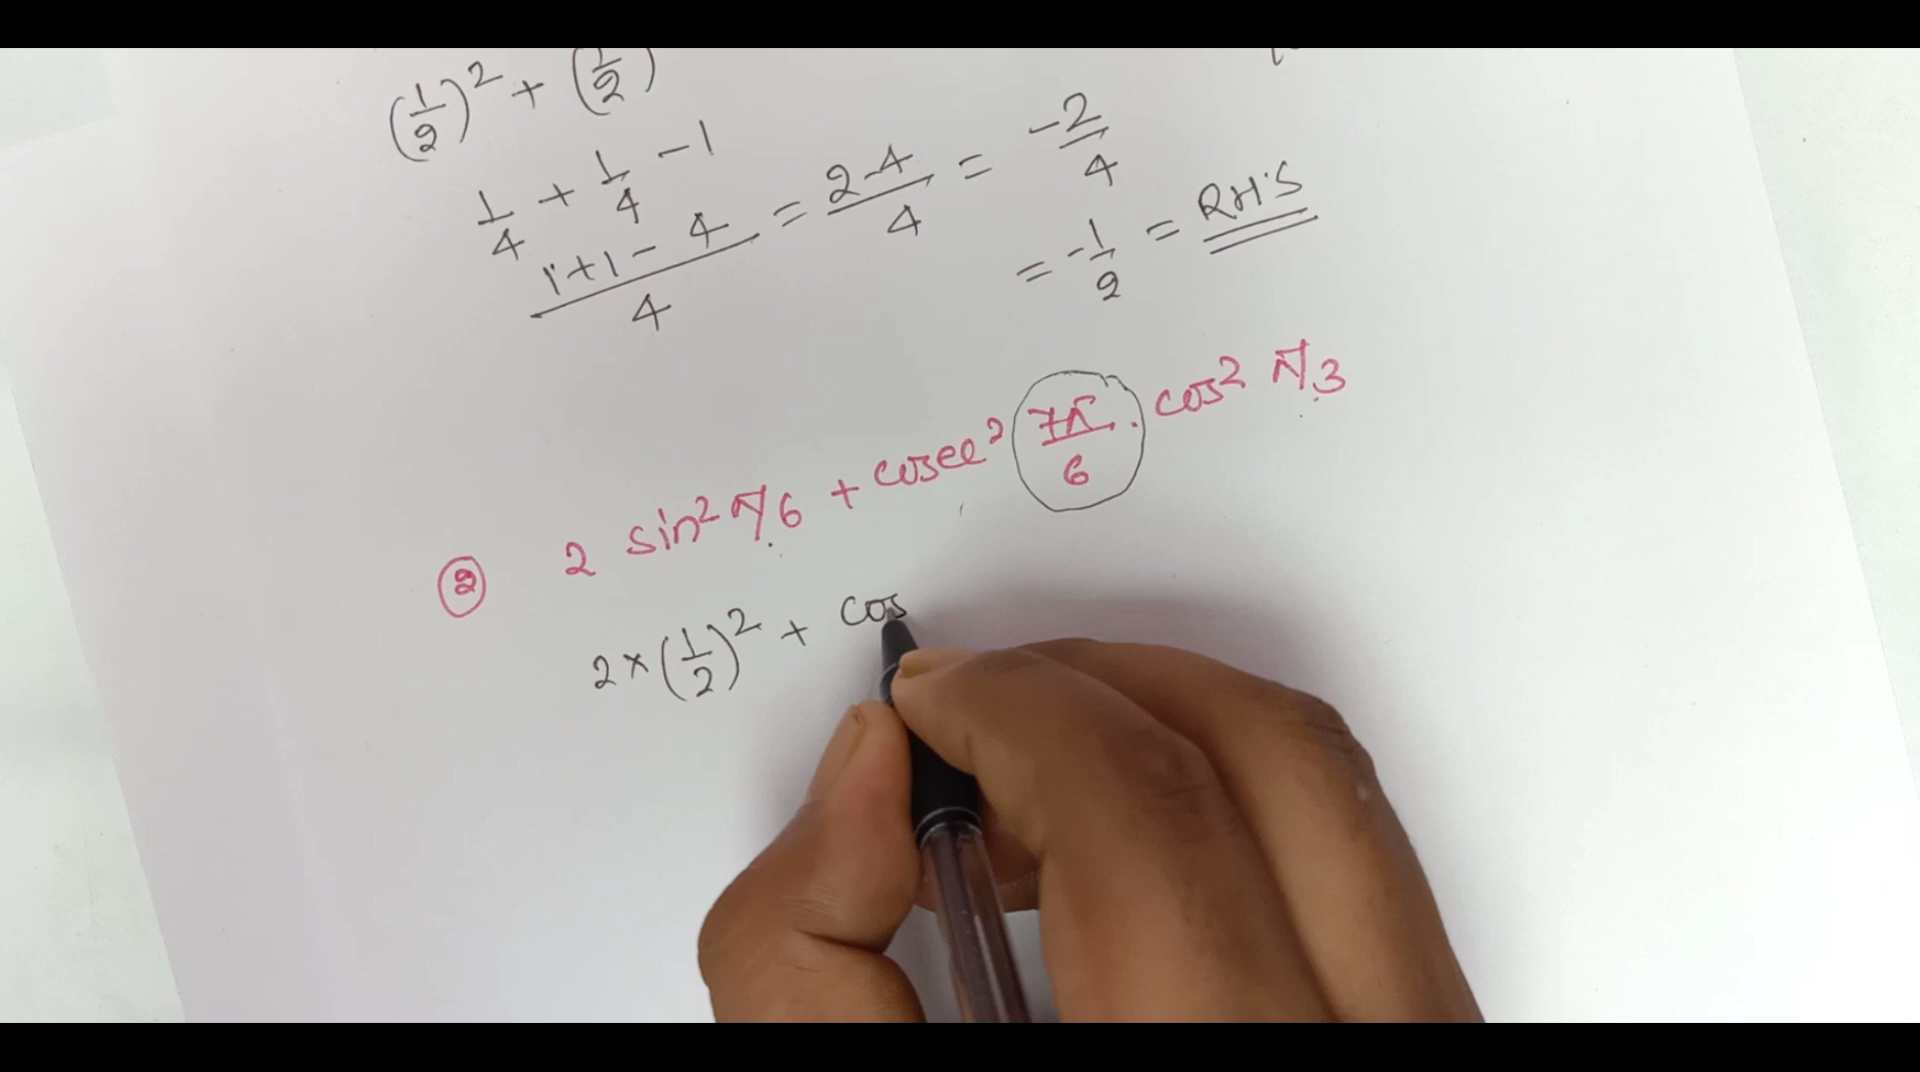 (1/2)² + (1/2)
1/4 + 1/4 - 1
(1+1-4)/4 = (2-4)/4 = -2/4
= -1/2 = RHS
② 2 sin² π/6 + cosec² 7π/6 . cos² π/3
2 × (1/2)² + cos